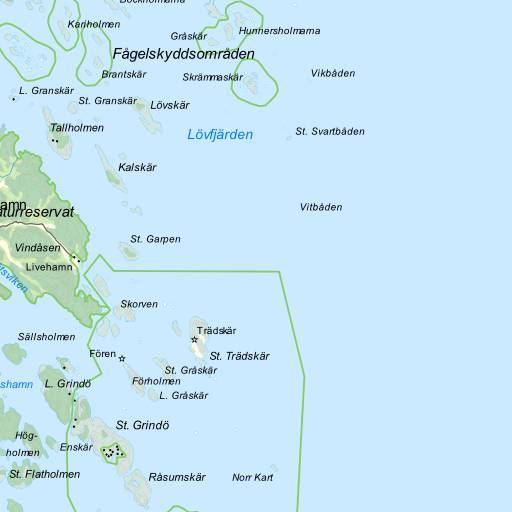 Bockholmarna
Karlholmen
Gråskär
Hunnersholmarna
Fågelskyddsområden
Brantskär
Skrämmaskär
Vikbåden
L. Granskär
St. Granskär
Lövskär
Tallholmen
Lövfjärden
St. Svartbåden
Kalskär
amn
turreservat
Vitbåden
Vindåsen
St. Garpen
Livehamn
sviken
Skorven
Sällsholmen
Trädskär
Fören
St. Trädskär
St. Gråskär
shamn
L. Grindö
Förholmen
L. Gråskär
St. Grindö
Hög-
holmen
Enskär
St. Flatholmen
Råsumskär
Norr Kart